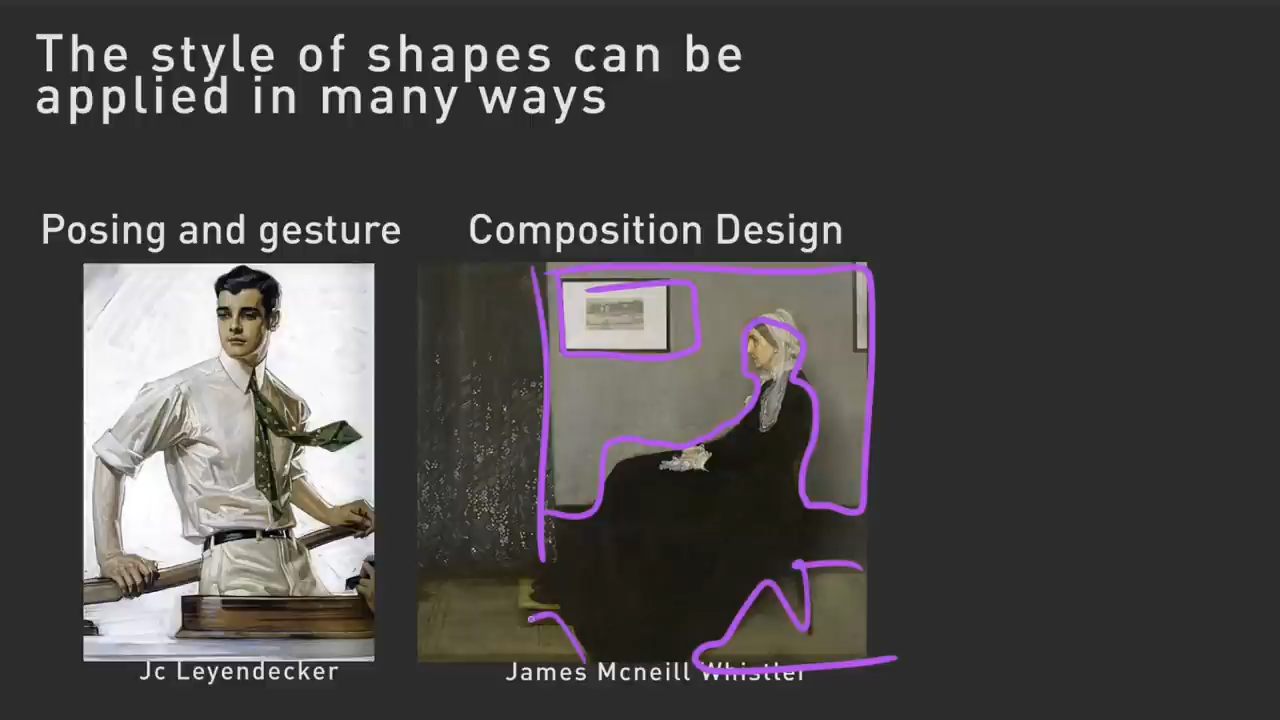 The style of shapes can be
applied in many ways
Posing and gesture
Composition Design
Jc Leyendecker
James Mcneill Whistler